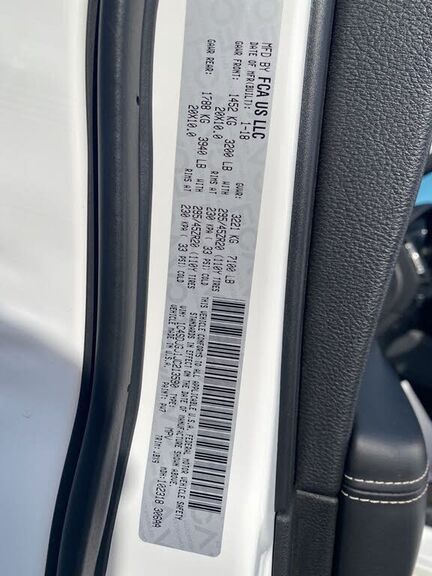 MFD BY FCA US LLC
DATE OF MFR(BUILT): 1-18
GVWR: 3221 KG 7100 LB
GAWR FRONT: 1452 KG 3200 LB WITH 295/45ZR20 (110Y TIRES
20X10.0 RIMS AT 230 KPA ( 33 PSI) COLD
GAWR REAR: 1788 KG 3940 LB WITH 295/45ZR20 (110Y TIRES
20X10.0 RIMS AT 230 KPA ( 33 PSI) COLD
THIS VEHICLE CONFORMS TO ALL APPLICABLE U.S.A. FEDERAL MOTOR VEHICLE SAFETY
STANDARDS IN EFFECT ON THE DATE OF MANUFACTURE SHOWN ABOVE.
VIN: TYPE: MPV
VEHICLE MADE IN U.S.A. PAINT: PW7 TRIM:
MDH: 102318